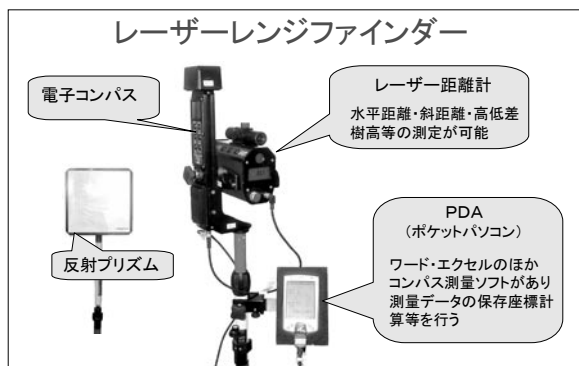 レーザーレンジファインダー
電子コンパス
レーザー距離計
水平距離・斜距離・高低差
樹高等の測定が可能
反射プリズム
PDA
(ポケットパソコン)
ワード・エクセルのほか
コンパス測量ソフトがあり
測量データの保存座標計
算等を行う